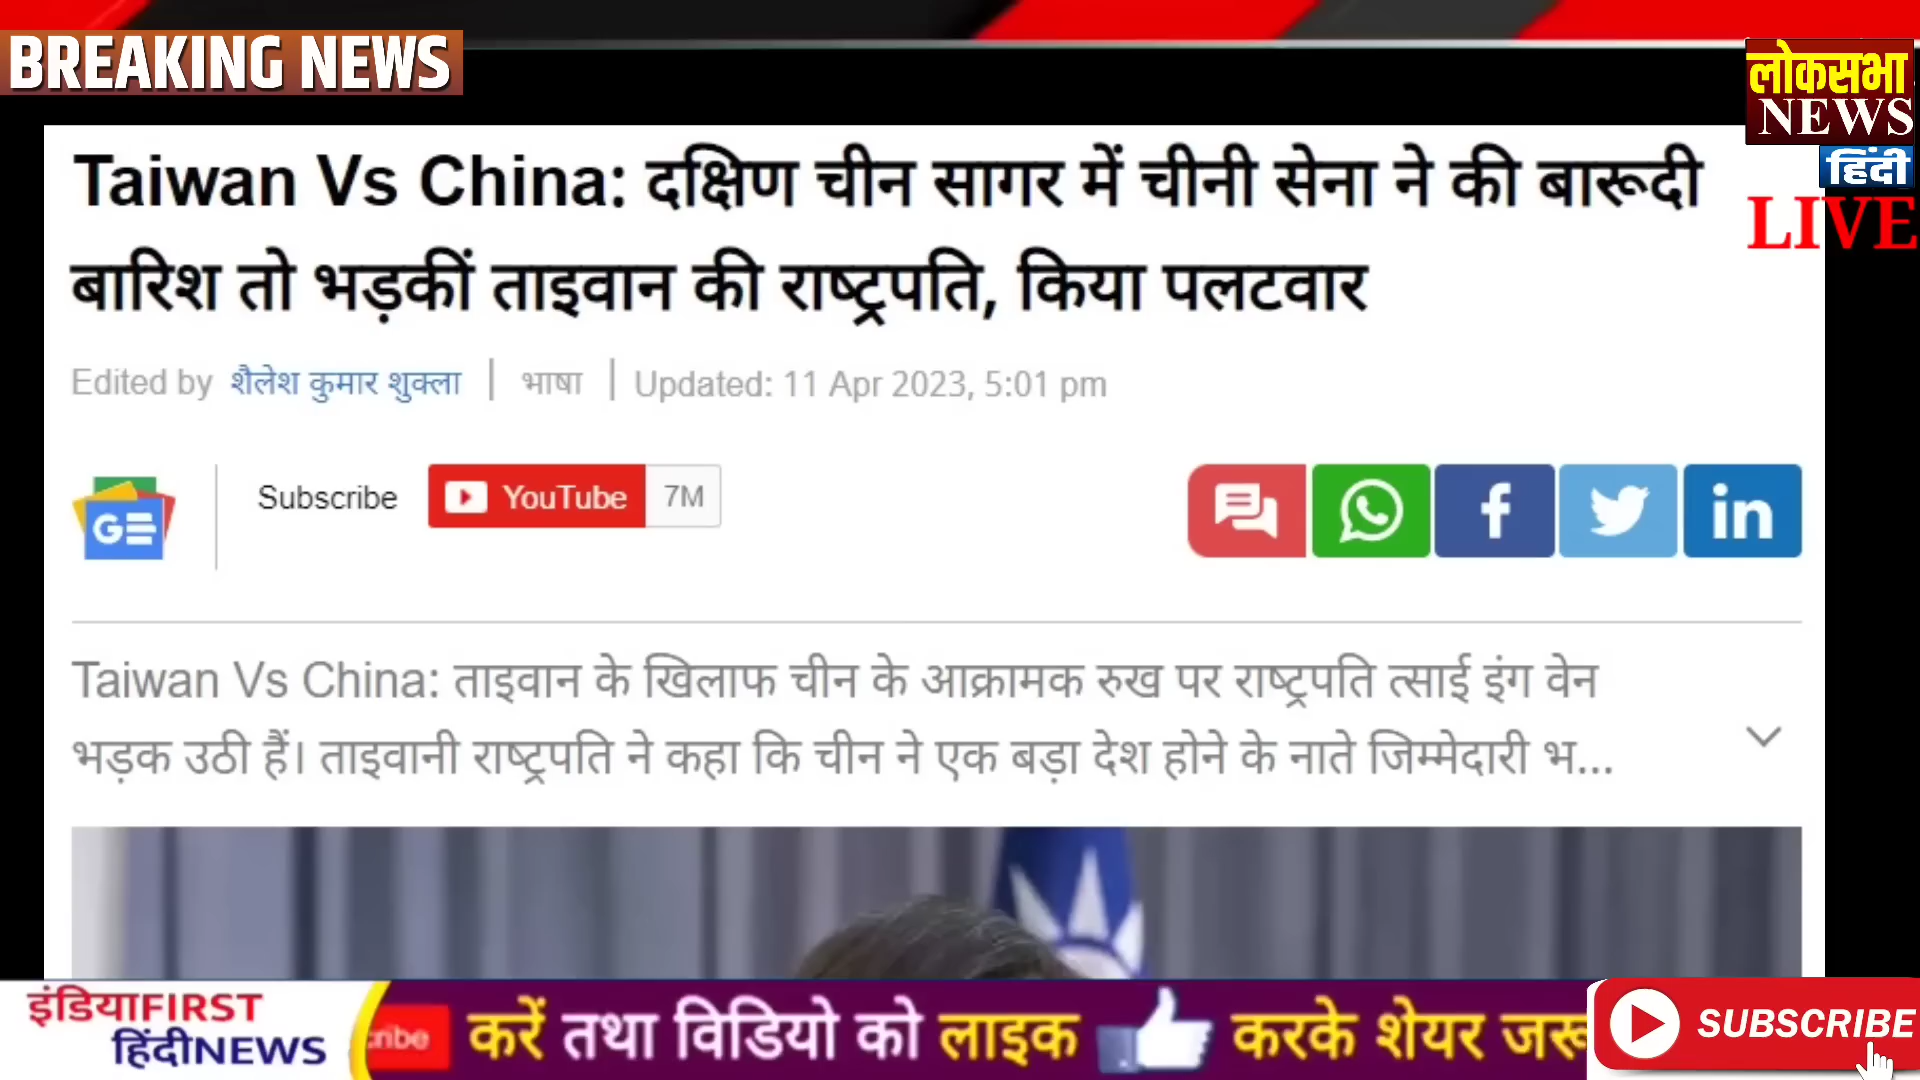 BREAKING NEWS
लोकसभा
NEWS
हिंदी
LIVE
Taiwan Vs China: दक्षिण चीन सागर में चीनी सेना ने की बारूदी
बारिश तो भड़कीं ताइवान की राष्ट्रपति, किया पलटवार
Edited by शैलेश कुमार शुक्ला | भाषा | Updated: 11 Apr 2023, 5:01 pm
Subscribe YouTube 7M
Taiwan Vs China: ताइवान के खिलाफ चीन के आक्रामक रुख पर राष्ट्रपति त्साई इंग वेन
भड़क उठी हैं। ताइवानी राष्ट्रपति ने कहा कि चीन ने एक बड़ा देश होने के नाते जिम्मेदारी भ...
इंडियाFIRST
हिंदीNEWS
करें तथा विडियो को लाइक करके शेयर
SUBSCRIBE